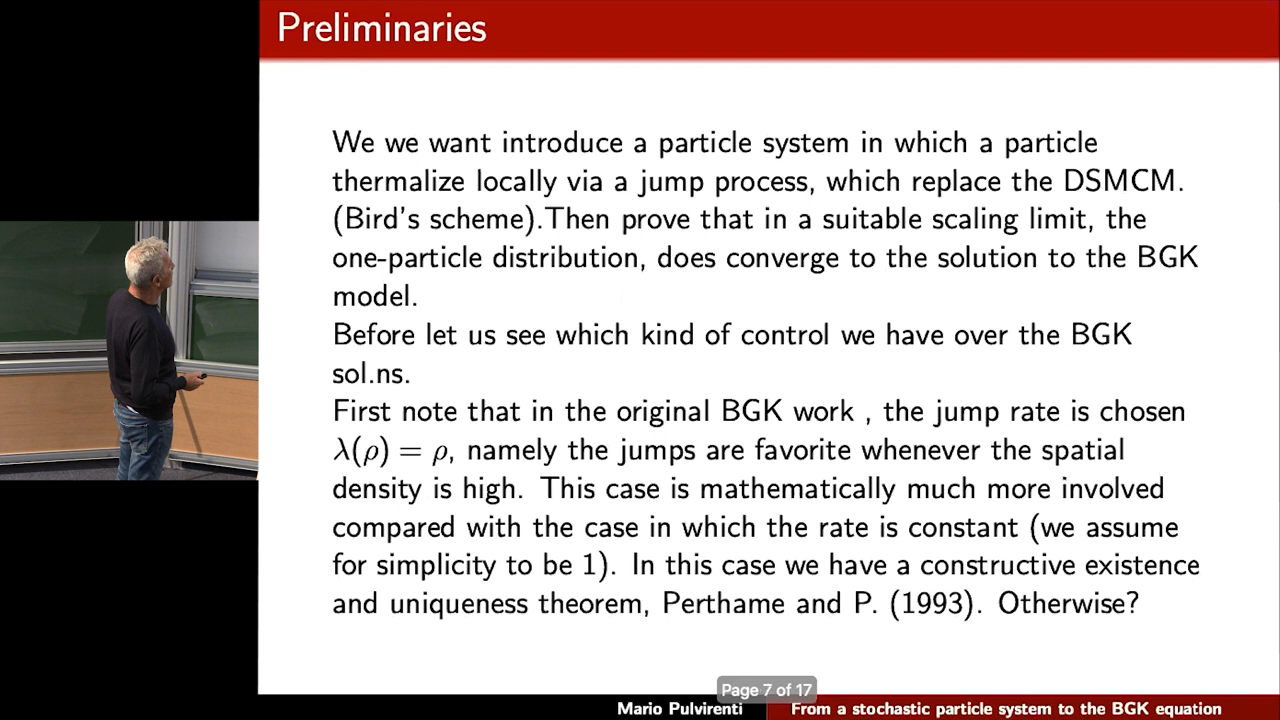 Preliminaries
We we want introduce a particle system in which a particle
thermalize locally via a jump process, which replace the DSMCM.
(Bird's scheme).Then prove that in a suitable scaling limit, the
one-particle distribution, does converge to the solution to the BGK
model.
Before let us see which kind of control we have over the BGK
sol.ns.
First note that in the original BGK work , the jump rate is chosen
λ(ρ) = ρ, namely the jumps are favorite whenever the spatial
density is high. This case is mathematically much more involved
compared with the case in which the rate is constant (we assume
for simplicity to be 1). In this case we have a constructive existence
and uniqueness theorem, Perthame and P. (1993). Otherwise?
Page 7 of 17
Mario Pulvirenti From a stochastic particle system to the BGK equation